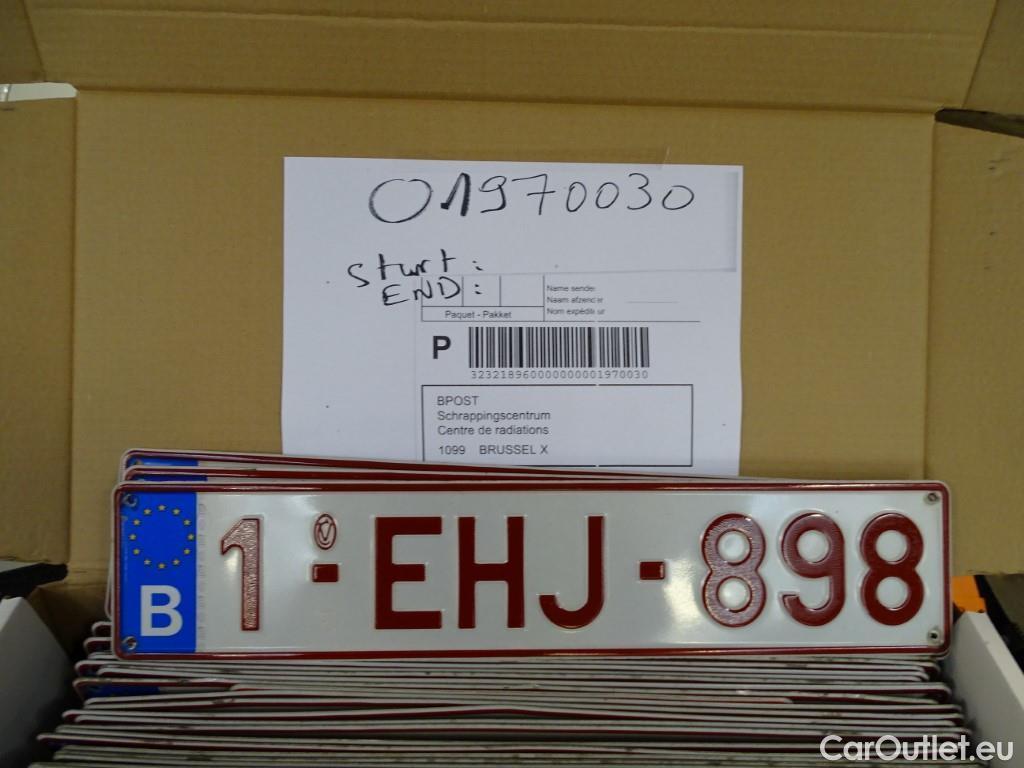 01970030
Start:
END:
Name sender
Naam afzender
Nom expéditeur
Paquet - Pakket
P
3232189600000000001970030
BPOST
Schrappingscentrum
Centre de radiations
1099 BRUSSEL X
B 1-EHJ-898
CarOutlet.eu